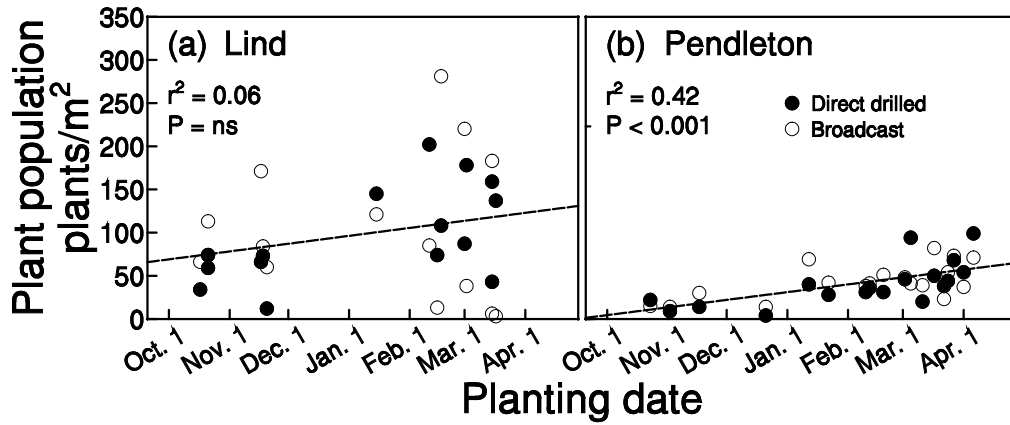 Plant population
plants/m²
350
300
250
200
150
100
50
0
(a) Lind
r² = 0.06
P = ns
(b) Pendleton
r² = 0.42
P < 0.001
Direct drilled
Broadcast
Oct. 1
Nov. 1
Dec. 1
Jan. 1
Feb. 1
Mar. 1
Apr. 1
Oct. 1
Nov. 1
Dec. 1
Jan. 1
Feb. 1
Mar. 1
Apr. 1
Planting date